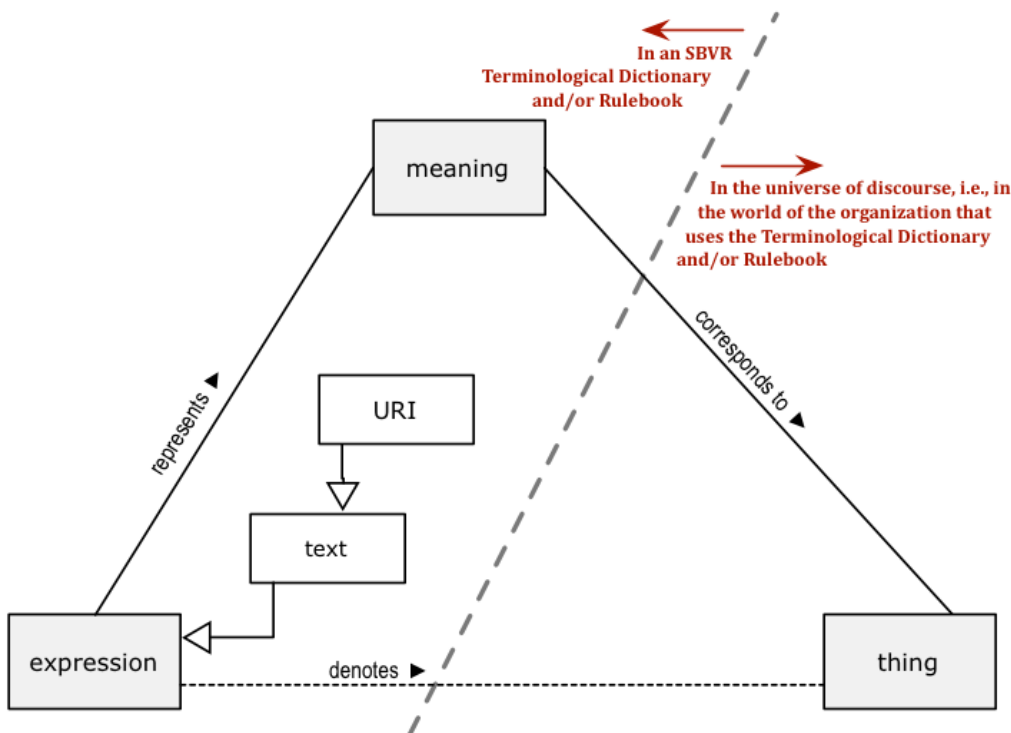 In an SBVR
Terminological Dictionary
and/or Rulebook
meaning
In the universe of discourse, i.e., in
the world of the organization that
uses the Terminological Dictionary
and/or Rulebook
corresponds to ►
represents ►
URI
text
expression
denotes ►
thing